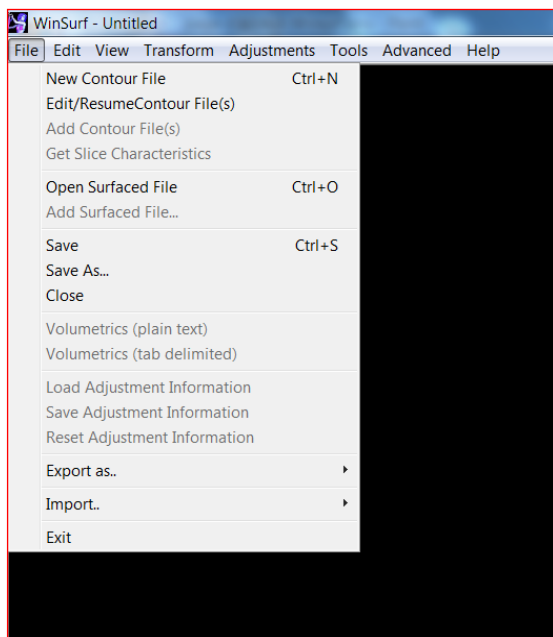 WinSurf - Untitled
File Edit View Transform Adjustments Tools Advanced Help
New Contour File Ctrl+N
Edit/ResumeContour File(s)
Add Contour File(s)
Get Slice Characteristics
Open Surfaced File Ctrl+O
Add Surfaced File...
Save Ctrl+S
Save As...
Close
Volumetrics (plain text)
Volumetrics (tab delimited)
Load Adjustment Information
Save Adjustment Information
Reset Adjustment Information
Export as..
Import..
Exit